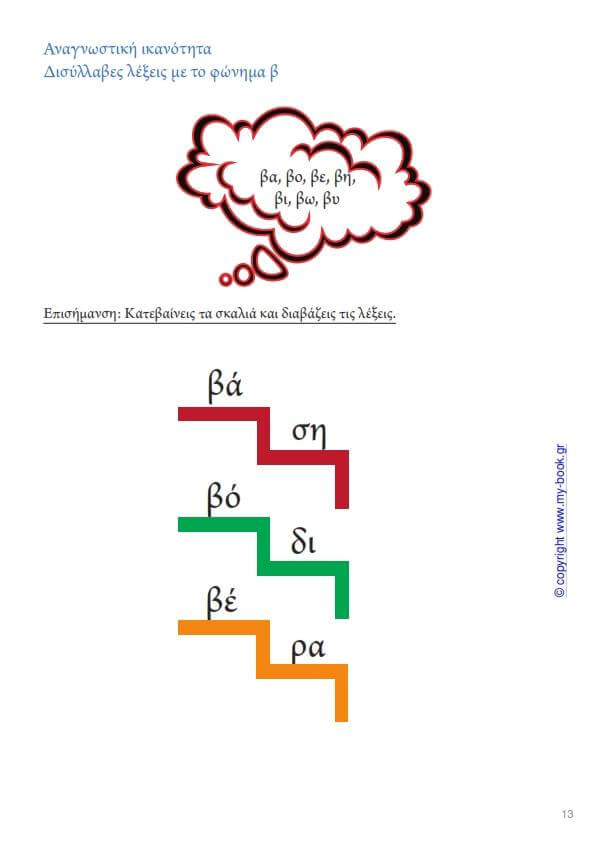 Αναγνωστική ικανότητα
Δισύλλαβες λέξεις με το φώνημα β
βα, βο, βε, βη,
βι, βω, βυ
Επισήμανση: Κατεβαίνεις τα σκαλιά και διαβάζεις τις λέξεις.
βά
ση
βό
δι
βέ
ρα
© copyright www.my-book.gr
13